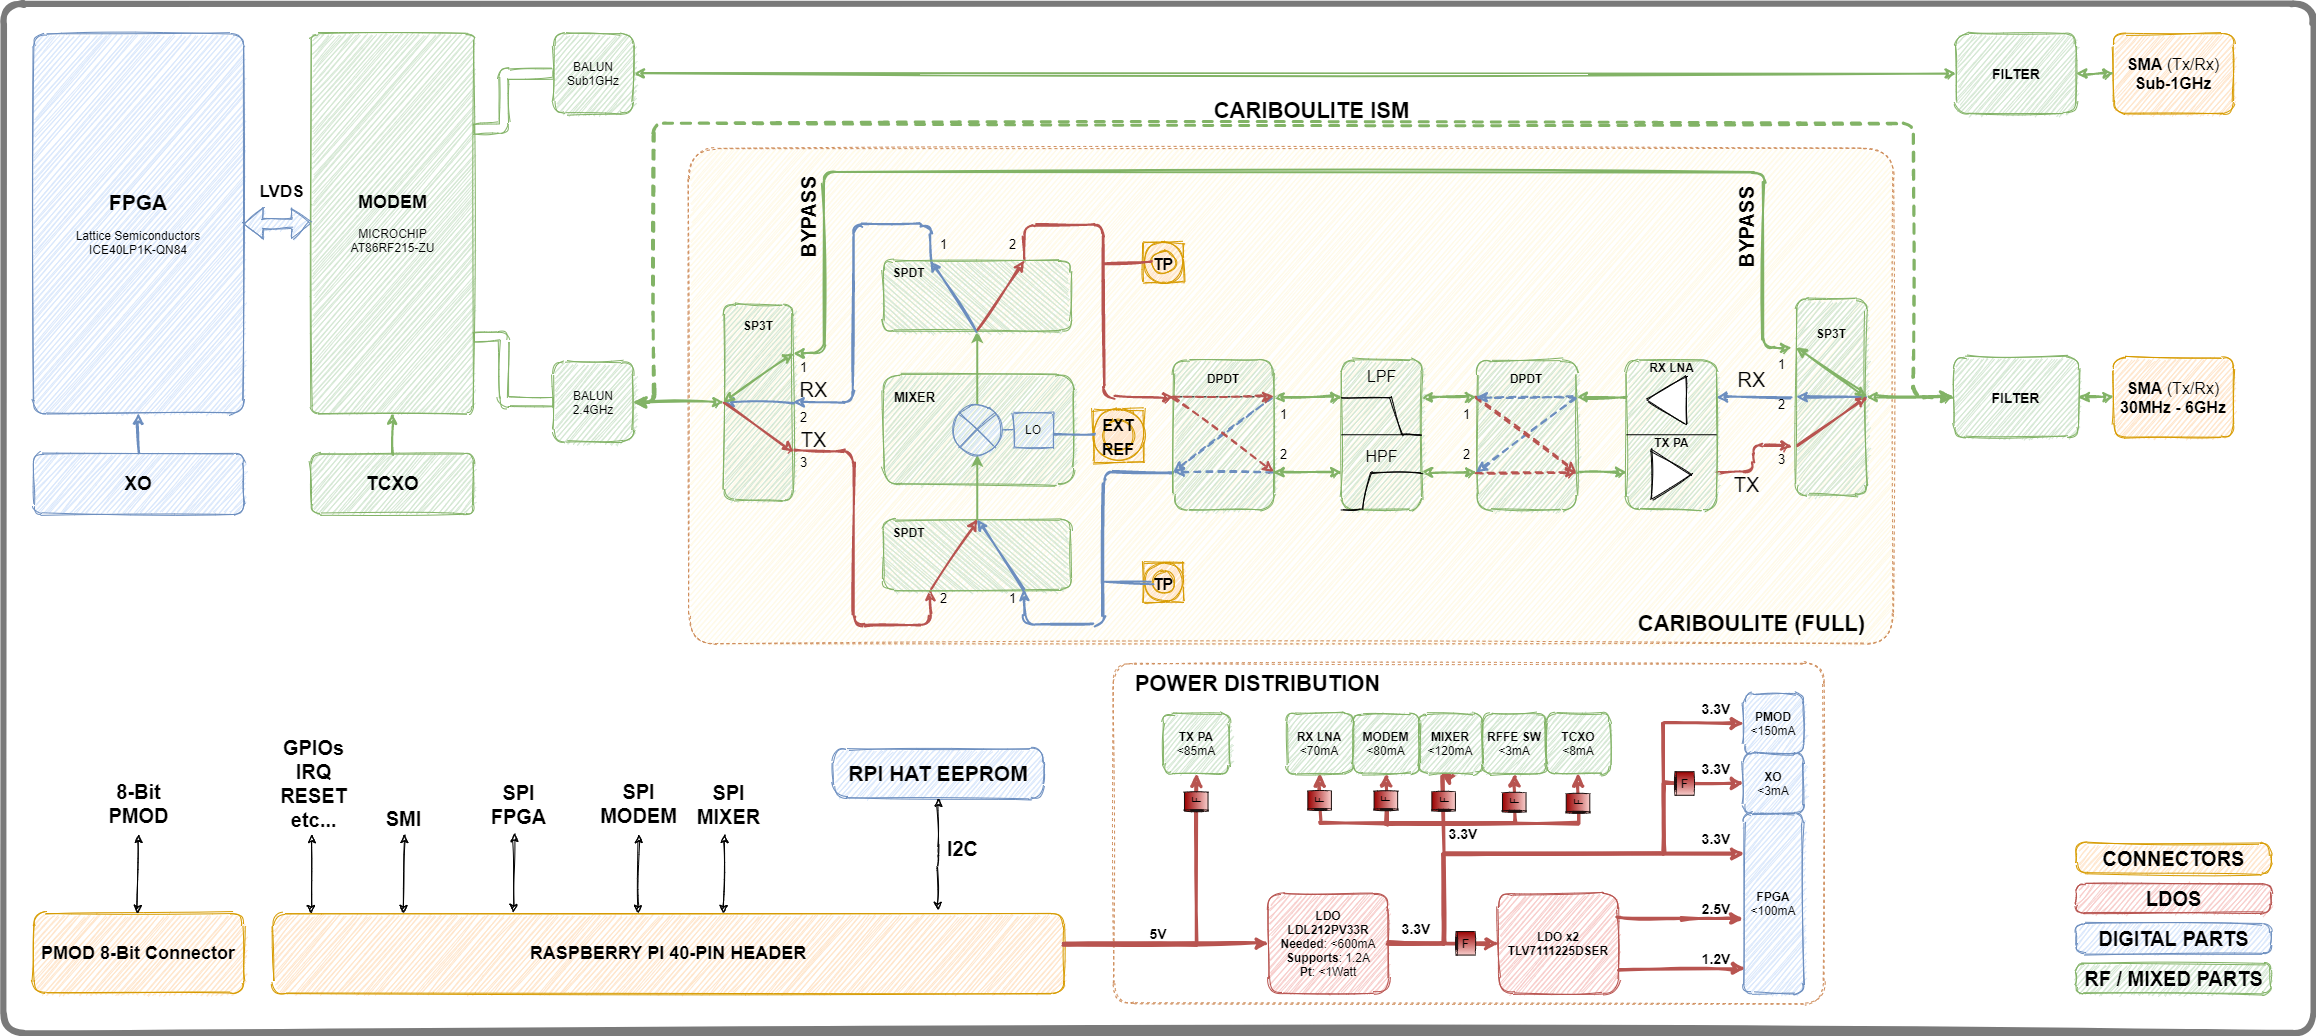 BALUN
Sub1GHz
FILTER
SMA (Tx/Rx)
Sub-1GHz
CARIBOULITE ISM
FPGA
Lattice Semiconductors
ICE40LP1K-QN84
LVDS
MODEM
MICROCHIP
AT86RF215-ZU
XO
TCXO
BALUN
2.4GHz
BYPASS
BYPASS
SP3T
1
RX
2
TX
3
1
2
SPDT
TP
MIXER
LO
EXT
REF
SPDT
2
1
TP
DPDT
1
2
LPF
HPF
DPDT
1
2
RX LNA
TX PA
RX
TX
SP3T
1
2
3
FILTER
SMA (Tx/Rx)
30MHz - 6GHz
CARIBOULITE (FULL)
POWER DISTRIBUTION
TX PA
<85mA
RX LNA
<70mA
MODEM
<80mA
MIXER
<120mA
RFFE SW
<3mA
TCXO
<8mA
3.3V
PMOD
<150mA
3.3V
XO
<3mA
F
F
F
F
F
F
F
3.3V
3.3V
FPGA
<100mA
2.5V
1.2V
5V
LDO
LDL212PV33R
Needed: <600mA
Supports: 1.2A
Pt: <1Watt
3.3V
F
LDO x2
TLV7111225DSER
8-Bit
PMOD
GPIOs
IRQ
RESET
etc...
SMI
SPI
FPGA
SPI
MODEM
SPI
MIXER
RPI HAT EEPROM
I2C
PMOD 8-Bit Connector
RASPBERRY PI 40-PIN HEADER
CONNECTORS
LDOS
DIGITAL PARTS
RF / MIXED PARTS